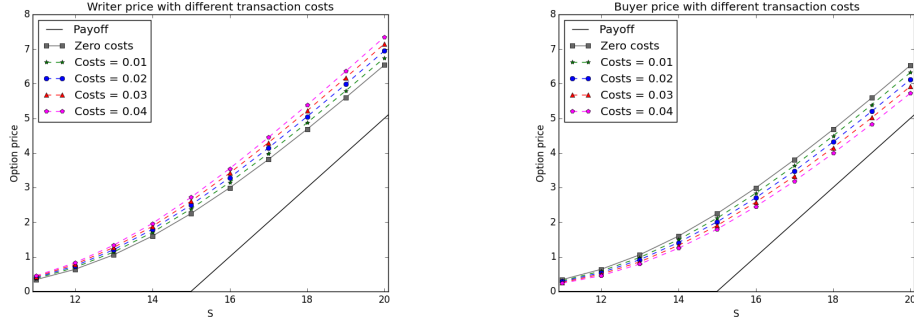 Writer price with different transaction costs
8
7
6
5
4
3
2
1
0
Option price
Payoff
Zero costs
Costs = 0.01
Costs = 0.02
Costs = 0.03
Costs = 0.04
12
14
16
18
20
S
Buyer price with different transaction costs
8
7
6
5
4
3
2
1
0
Option price
Payoff
Zero costs
Costs = 0.01
Costs = 0.02
Costs = 0.03
Costs = 0.04
12
14
16
18
20
S